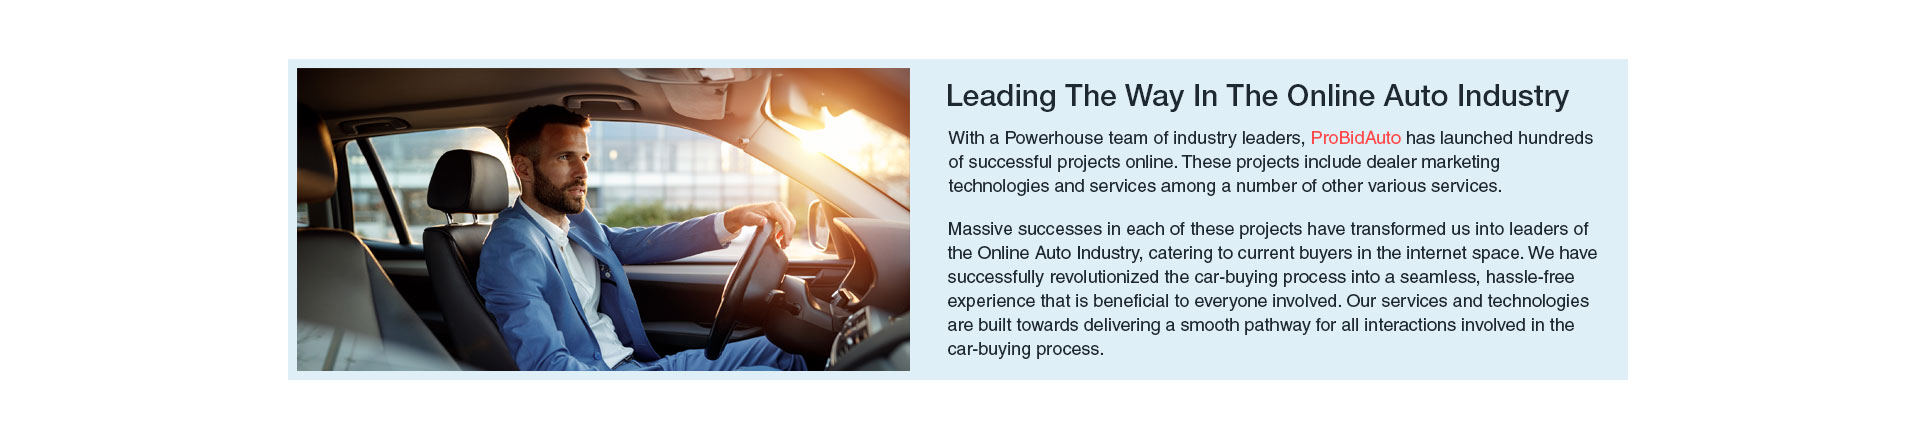 Leading The Way In The Online Auto Industry
With a Powerhouse team of industry leaders, ProBidAuto has launched hundreds
of successful projects online. These projects include dealer marketing
technologies and services among a number of other various services.
Massive successes in each of these projects have transformed us into leaders of
the Online Auto Industry, catering to current buyers in the internet space. We have
successfully revolutionized the car-buying process into a seamless, hassle-free
experience that is beneficial to everyone involved. Our services and technologies
are built towards delivering a smooth pathway for all interactions involved in the
car-buying process.